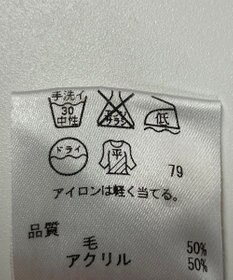 手洗イ
30
中性
エンソ
サラシ
低
ドライ
平
79
アイロンは軽く当てる。
品質
毛 50%
アクリル 50%